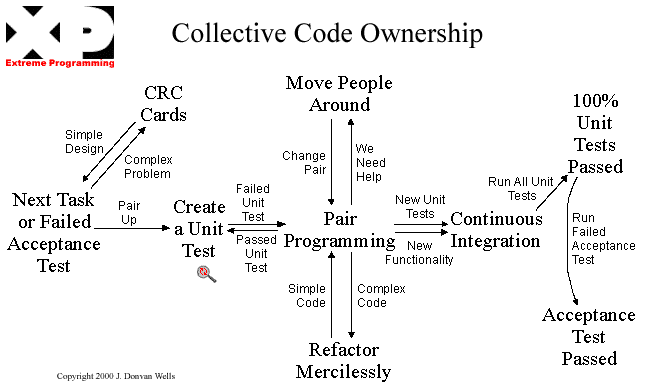 XP
Extreme Programming
Collective Code Ownership
CRC
Cards
Simple
Design
Complex
Problem
Next Task
or Failed
Acceptance
Test
Pair
Up
Create
a Unit
Test
Failed
Unit
Test
Passed
Unit
Test
Move People
Around
Change
Pair
We
Need
Help
Pair
Programming
Simple
Code
Complex
Code
Refactor
Mercilessly
New Unit
Tests
New
Functionality
Continuous
Integration
Run All Unit
Tests
100%
Unit
Tests
Passed
Run
Failed
Acceptance
Test
Acceptance
Test
Passed
Copyright 2000 J. Donvan Wells